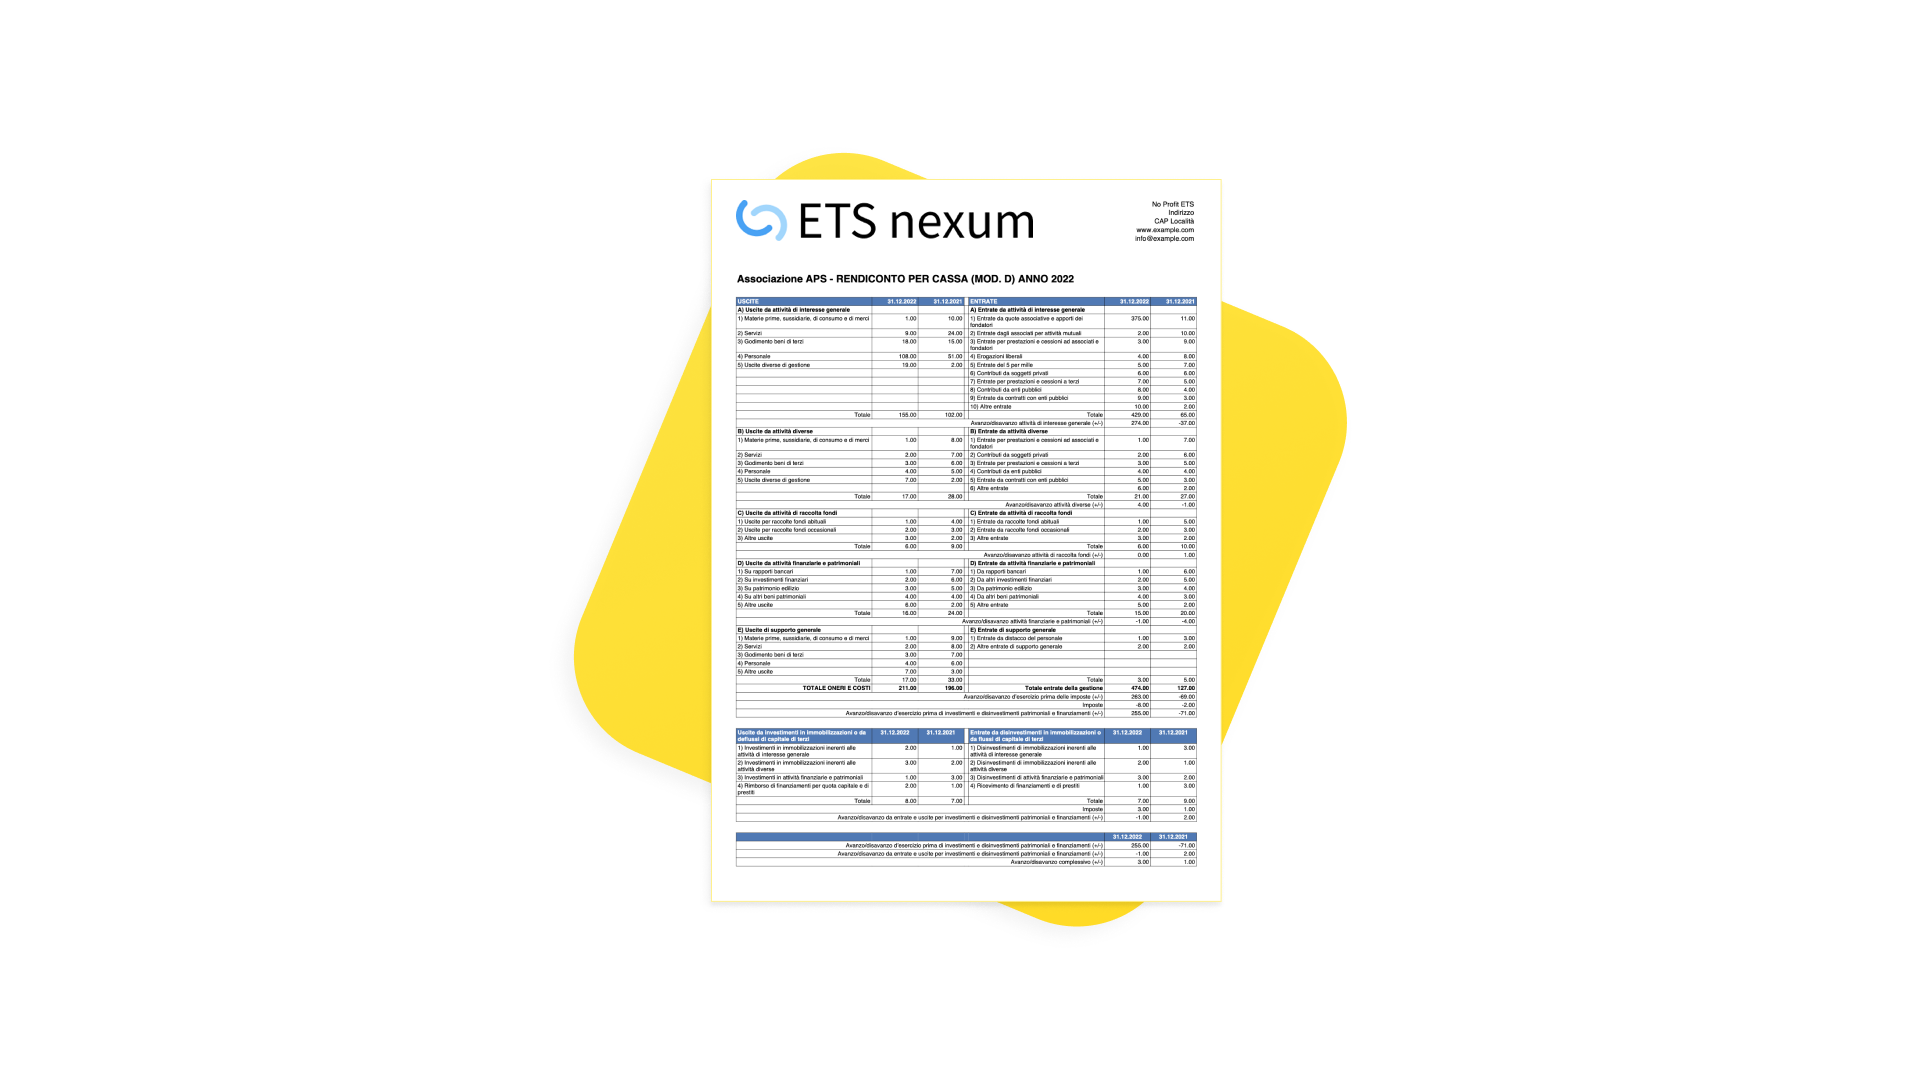 ETS nexum
No Profit ETS
Indirizzo
CAP Località
www.example.com
info@example.com
Associazione APS - RENDICONTO PER CASSA (MOD. D) ANNO 2022
USCITE 31.12.2022 31.12.2021 ENTRATE 31.12.2022 31.12.2021
A) Uscite da attività di interesse generale A) Entrate da attività di interesse generale
1) Materie prime, sussidiarie, di consumo e di merci 1.00 10.00 1) Entrate da quote associative e apporti dei 375.00 11.00
fondatori
2) Servizi 9.00 24.00 2) Entrate dagli associati per attività mutuali 2.00 10.00
3) Godimento beni di terzi 18.00 15.00 3) Entrate per prestazioni e cessioni ad associati e 3.00 9.00
fondatori
4) Personale 108.00 51.00 4) Erogazioni liberali 4.00 8.00
5) Uscite diverse di gestione 19.00 2.00 5) Entrate del 5 per mille 5.00 7.00
6) Contributi da soggetti privati 6.00 6.00
7) Entrate per prestazioni e cessioni a terzi 7.00 5.00
8) Contributi da enti pubblici 8.00 4.00
9) Entrate da contratti con enti pubblici 9.00 3.00
10) Altre entrate 10.00 2.00
Totale 155.00 102.00 Totale 429.00 65.00
Avanzo/disavanzo attività di interesse generale (+/-) 274.00 -37.00
B) Uscite da attività diverse B) Entrate da attività diverse
1) Materie prime, sussidiarie, di consumo e di merci 1.00 8.00 1) Entrate per prestazioni e cessioni ad associati e 1.00 7.00
fondatori
2) Servizi 2.00 7.00 2) Contributi da soggetti privati 2.00 6.00
3) Godimento beni di terzi 3.00 6.00 3) Entrate per prestazioni e cessioni a terzi 3.00 5.00
4) Personale 4.00 5.00 4) Contributi da enti pubblici 4.00 4.00
5) Uscite diverse di gestione 7.00 2.00 5) Entrate da contratti con enti pubblici 5.00 3.00
6) Altre entrate 6.00 2.00
Totale 17.00 28.00 Totale 21.00 27.00
Avanzo/disavanzo attività diverse (+/-) 4.00 -1.00
C) Uscite da attività di raccolta fondi C) Entrate da attività di raccolta fondi
1) Uscite per raccolte fondi abituali 1.00 4.00 1) Entrate da raccolte fondi abituali 1.00 5.00
2) Uscite per raccolte fondi occasionali 2.00 3.00 2) Entrate da raccolte fondi occasionali 2.00 3.00
3) Altre uscite 3.00 2.00 3) Altre entrate 3.00 2.00
Totale 6.00 9.00 Totale 6.00 10.00
Avanzo/disavanzo attività di raccolta fondi (+/-) 0.00 1.00
D) Uscite da attività finanziarie e patrimoniali D) Entrate da attività finanziarie e patrimoniali
1) Su rapporti bancari 1.00 7.00 1) Da rapporti bancari 1.00 6.00
2) Su investimenti finanziari 2.00 6.00 2) Da altri investimenti finanziari 2.00 5.00
3) Su patrimonio edilizio 3.00 5.00 3) Da patrimonio edilizio 3.00 4.00
4) Su altri beni patrimoniali 4.00 4.00 4) Da altri beni patrimoniali 4.00 3.00
5) Altre uscite 6.00 2.00 5) Altre entrate 5.00 2.00
Totale 16.00 24.00 Totale 15.00 20.00
Avanzo/disavanzo attività finanziarie e patrimoniali (+/-) -1.00 -4.00
E) Uscite di supporto generale E) Entrate di supporto generale
1) Materie prime, sussidiarie, di consumo e di merci 1.00 9.00 1) Entrate da distacco del personale 1.00 3.00
2) Servizi 2.00 8.00 2) Altre entrate di supporto generale 2.00 2.00
3) Godimento beni di terzi 3.00 7.00
4) Personale 4.00 6.00
5) Altre uscite 7.00 3.00
Totale 17.00 33.00 Totale 3.00 5.00
TOTALE ONERI E COSTI 211.00 196.00 Totale entrate della gestione 474.00 127.00
Avanzo/disavanzo d'esercizio prima delle imposte (+/-) 263.00 -69.00
Imposte -8.00 -2.00
Avanzo/disavanzo d'esercizio prima di investimenti e disinvestimenti patrimoniali e finanziamenti (+/-) 255.00 -71.00
Uscite da investimenti in immobilizzazioni o da 31.12.2022 31.12.2021 Entrate da disinvestimenti in immobilizzazioni o 31.12.2022 31.12.2021
deflussi di capitale di terzi da flussi di capitale di terzi
1) Investimenti in immobilizzazioni inerenti alle 2.00 1.00 1) Disinvestimenti di immobilizzazioni inerenti alle 1.00 3.00
attività di interesse generale attività di interesse generale
2) Investimenti in immobilizzazioni inerenti alle 3.00 2.00 2) Disinvestimenti di immobilizzazioni inerenti alle 2.00 1.00
attività diverse attività diverse
3) Investimenti in attività finanziarie e patrimoniali 1.00 3.00 3) Disinvestimenti di attività finanziarie e patrimoniali 3.00 2.00
4) Rimborso di finanziamenti per quota capitale e di 2.00 1.00 4) Ricevimento di finanziamenti e di prestiti 1.00 3.00
prestiti
Totale 8.00 7.00 Totale 7.00 9.00
Imposte 3.00 1.00
Avanzo/disavanzo da entrate e uscite per investimenti e disinvestimenti patrimoniali e finanziamenti (+/-) -1.00 2.00
31.12.2022 31.12.2021
Avanzo/disavanzo d'esercizio prima di investimenti e disinvestimenti patrimoniali e finanziamenti (+/-) 255.00 -71.00
Avanzo/disavanzo da entrate e uscite per investimenti e disinvestimenti patrimoniali e finanziamenti (+/-) -1.00 2.00
Avanzo/disavanzo complessivo (+/-) 3.00 1.00